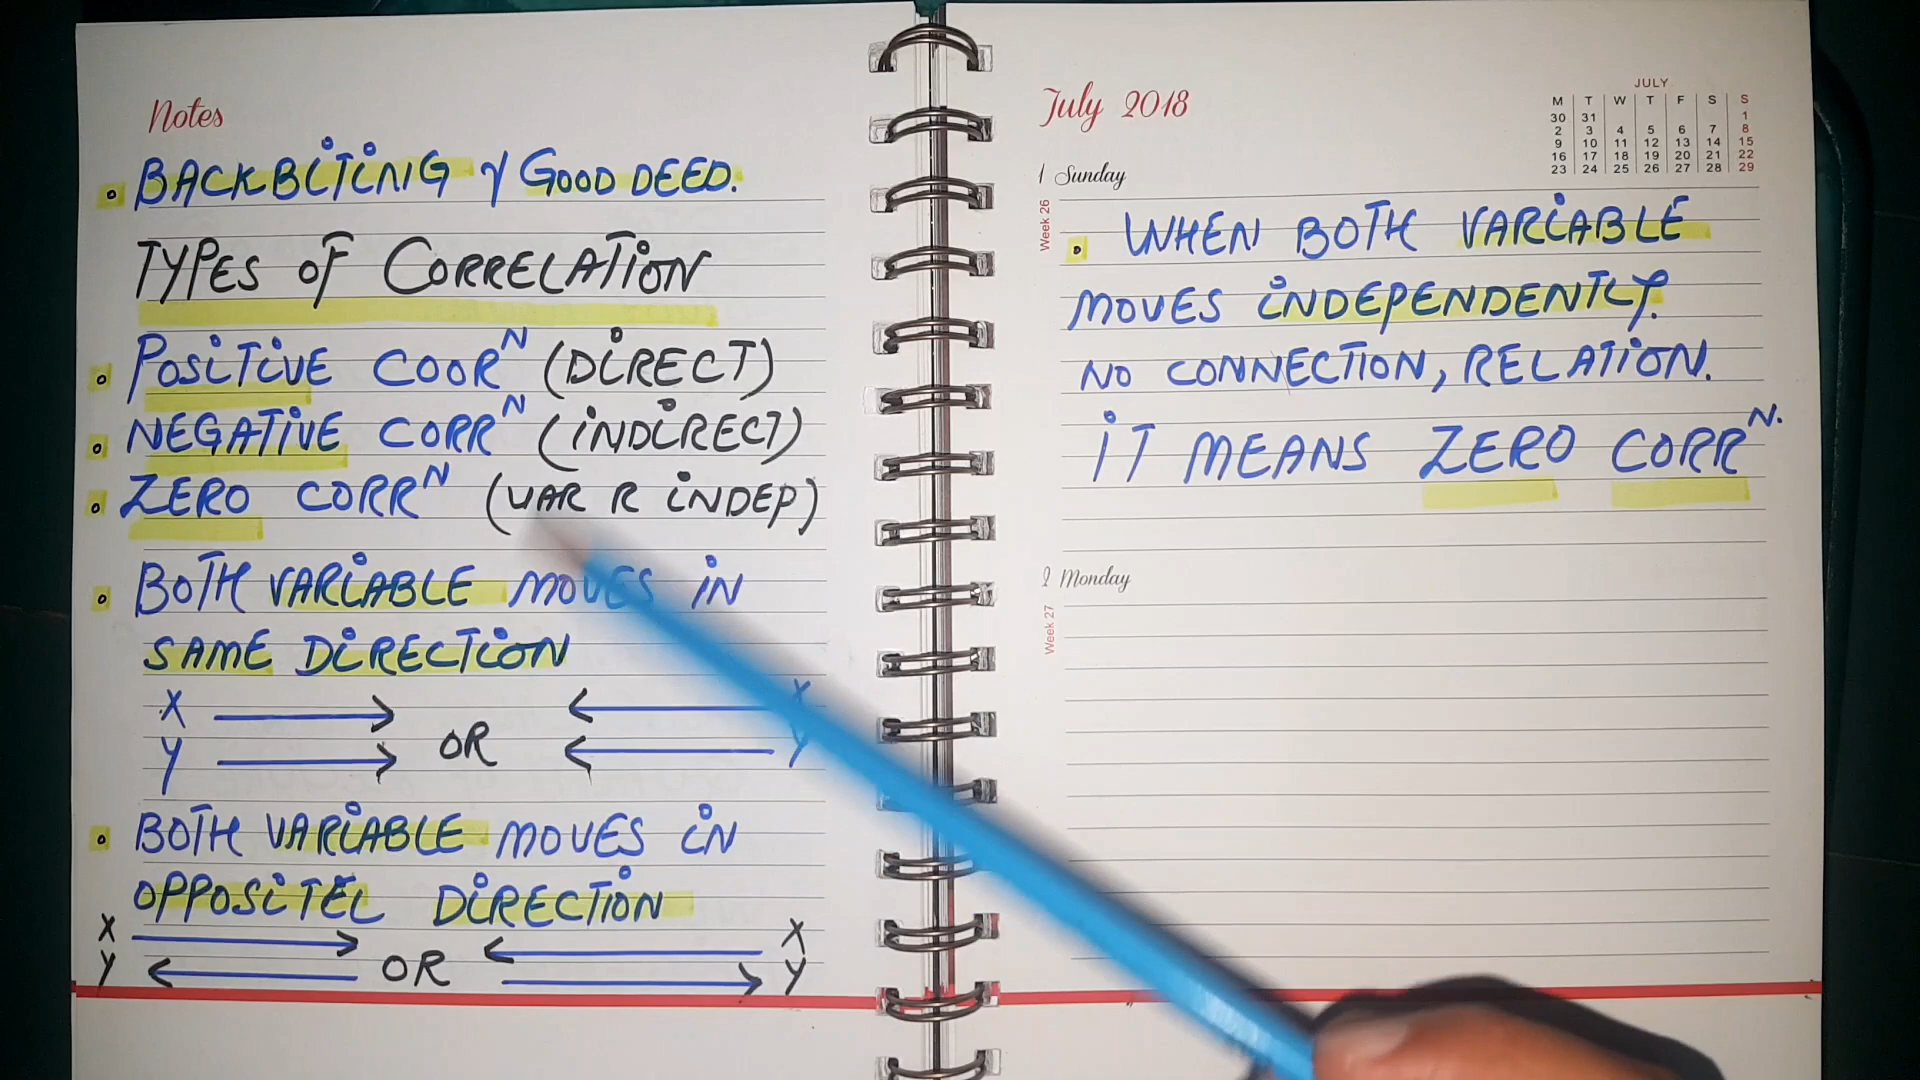 Notes
• BACKBITING Y GOOD DEED.
TYPES OF CORRELATION
• POSITIVE COOR^N (DIRECT)
• NEGATIVE CORR^N (INDIRECT)
• ZERO CORR^N (VAR R INDEP)
• BOTH VARIABLE MOVES IN
SAME DIRECTION
X X
OR
Y Y
• BOTH VARIABLE MOVES IN
OPPOSITEL DIRECTION
X X
Y OR Y
July 2018
JULY
M T W T F S S
30 31 1
2 3 4 5 6 7 8
9 10 11 12 13 14 15
16 17 18 19 20 21 22
23 24 25 26 27 28 29
1 Sunday
Week 26
• WHEN BOTH VARIABLE
MOVES INDEPENDENTLY.
NO CONNECTION, RELATION.
IT MEANS ZERO CORR^N.
2 Monday
Week 27